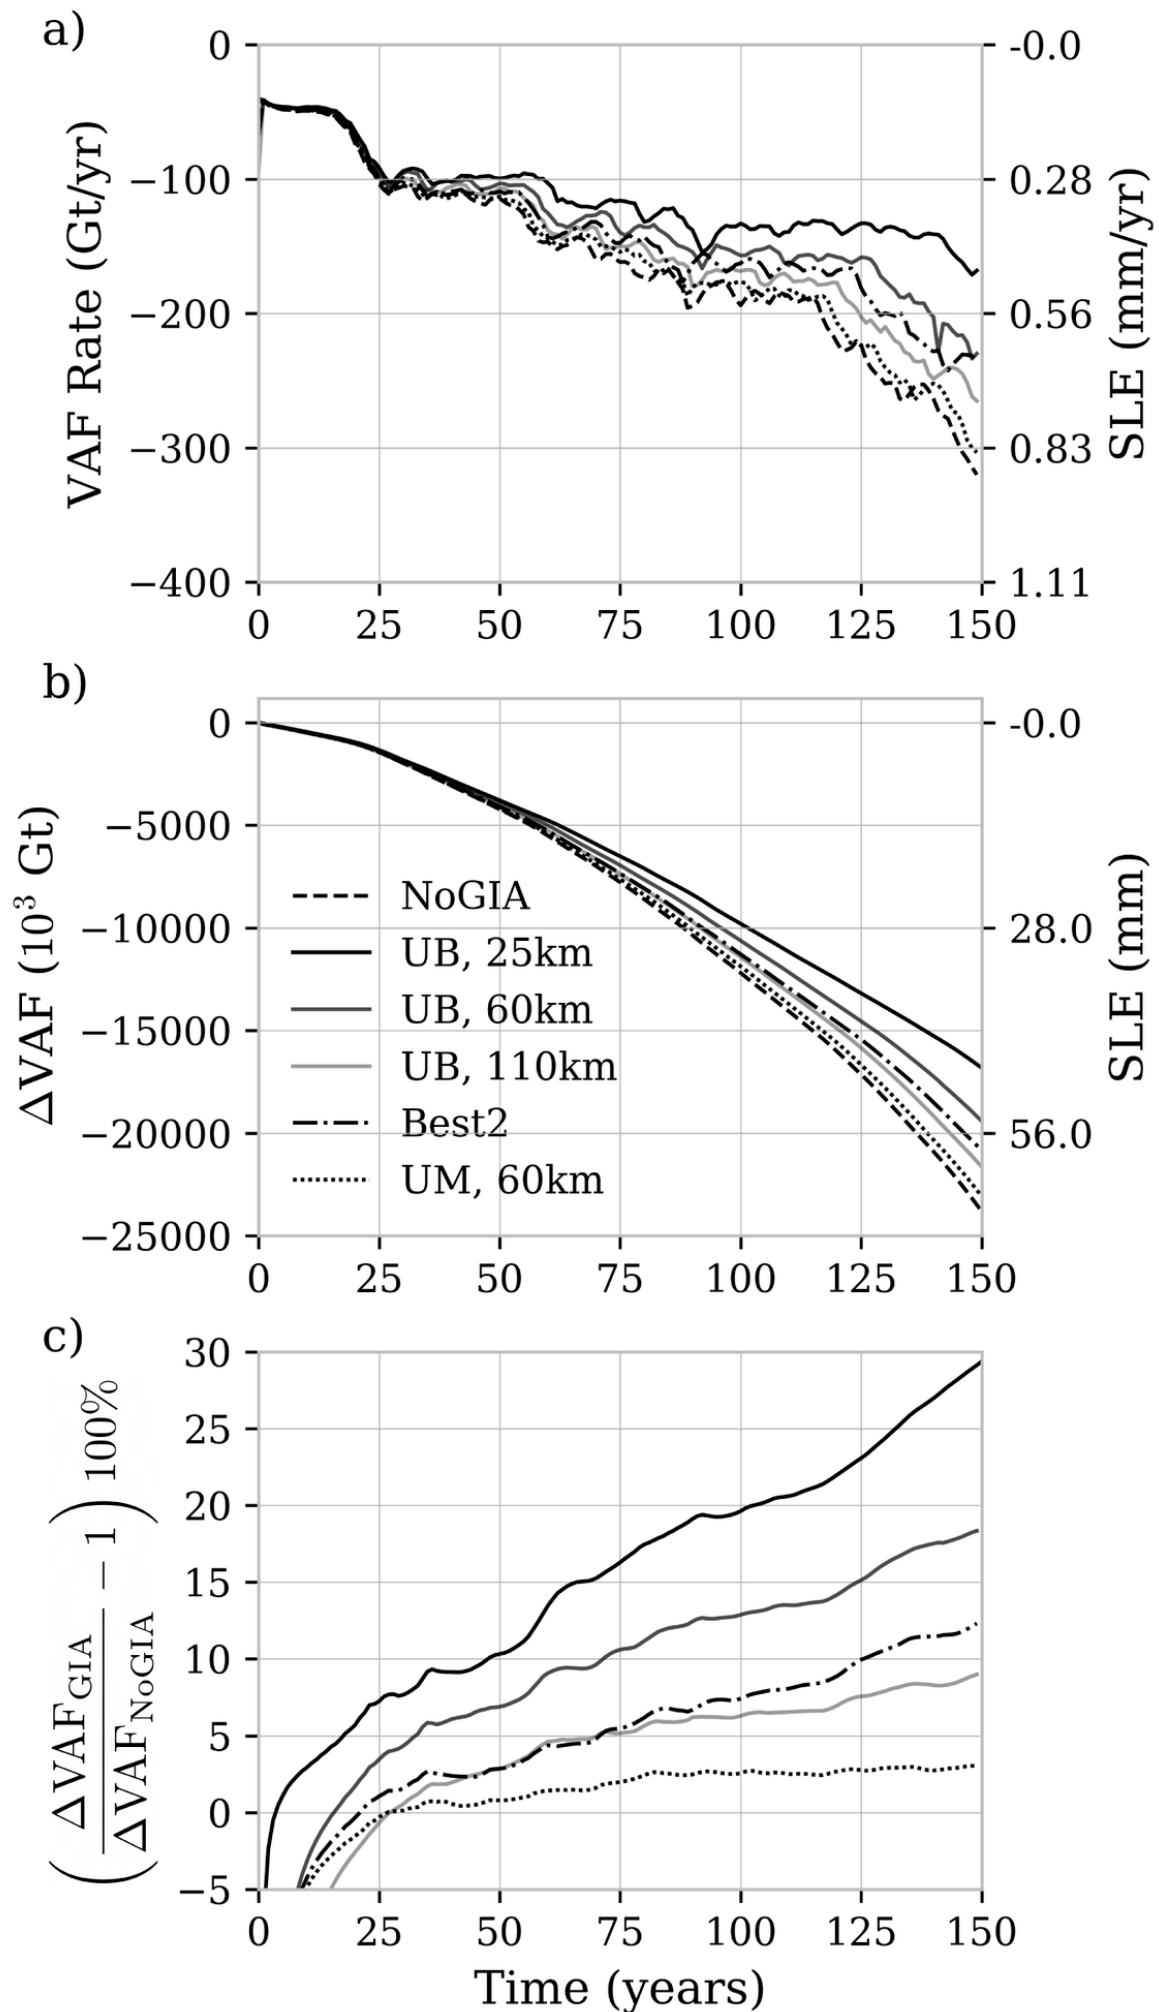 a)
0
−100
−200
−300
−400
VAF Rate (Gt/yr)
-0.0
0.28
0.56
0.83
1.11
SLE (mm/yr)
0 25 50 75 100 125 150
b)
0
−5000
−10000
−15000
−20000
−25000
ΔVAF (10³ Gt)
-0.0
28.0
56.0
SLE (mm)
NoGIA
UB, 25km
UB, 60km
UB, 110km
Best2
UM, 60km
0 25 50 75 100 125 150
c)
30
25
20
15
10
5
0
−5
(ΔVAF_GIA / ΔVAF_NoGIA − 1) 100%
0 25 50 75 100 125 150
Time (years)